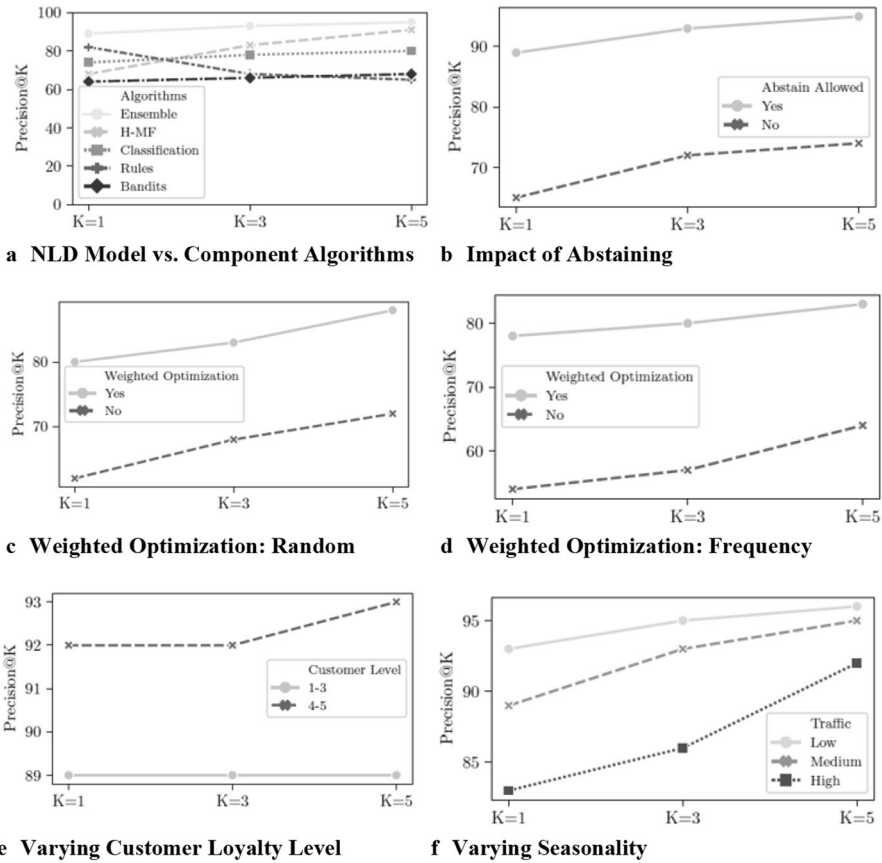 Precision@K
100
80
60
40
20
0
Algorithms
Ensemble
H-MF
Classification
Rules
Bandits
K=1 K=3 K=5
a NLD Model vs. Component Algorithms
Precision@K
90
80
70
Abstain Allowed
Yes
No
K=1 K=3 K=5
b Impact of Abstaining
Precision@K
80
70
Weighted Optimization
Yes
No
K=1 K=3 K=5
c Weighted Optimization: Random
Precision@K
80
70
60
Weighted Optimization
Yes
No
K=1 K=3 K=5
d Weighted Optimization: Frequency
Precision@K
93
92
91
90
89
Customer Level
1-3
4-5
K=1 K=3 K=5
e Varying Customer Loyalty Level
Precision@K
95
90
85
Traffic
Low
Medium
High
K=1 K=3 K=5
f Varying Seasonality